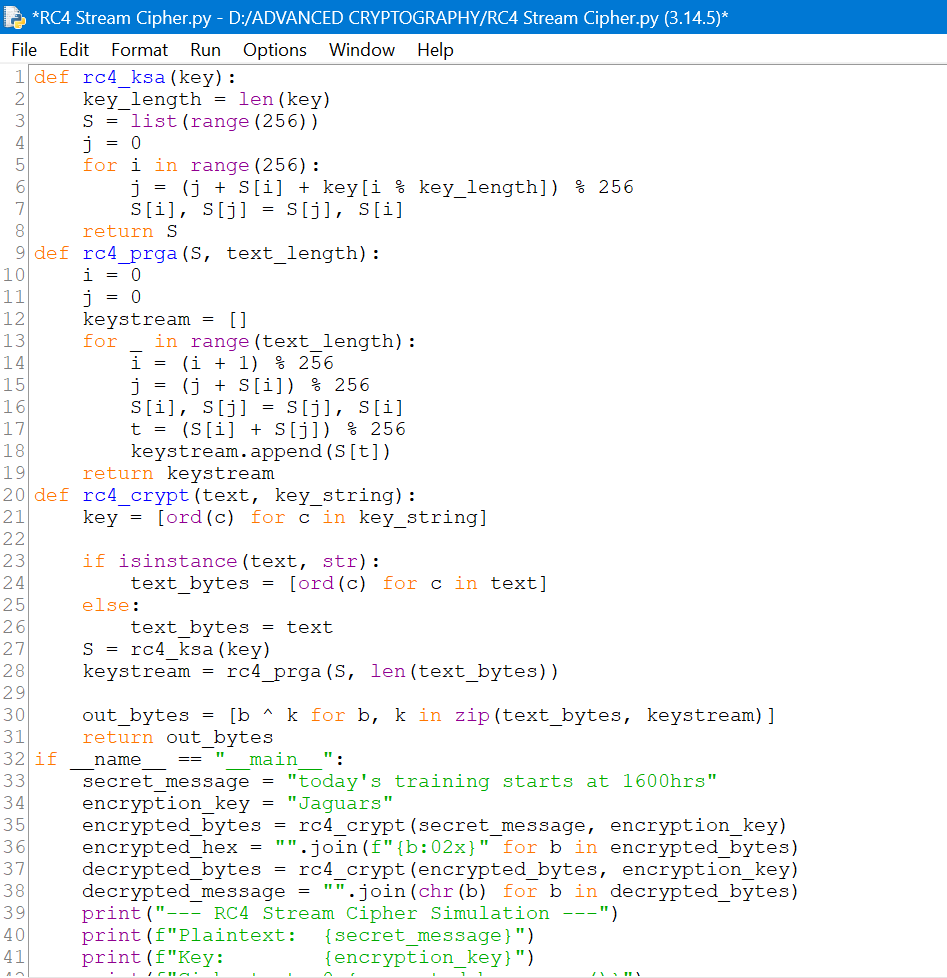 *RC4 Stream Cipher.py - D:/ADVANCED CRYPTOGRAPHY/RC4 Stream Cipher.py (3.14.5)*
File Edit Format Run Options Window Help
1 def rc4_ksa(key):
2     key_length = len(key)
3     S = list(range(256))
4     j = 0
5     for i in range(256):
6         j = (j + S[i] + key[i % key_length]) % 256
7         S[i], S[j] = S[j], S[i]
8     return S
9 def rc4_prga(S, text_length):
10     i = 0
11     j = 0
12     keystream = []
13     for _ in range(text_length):
14         i = (i + 1) % 256
15         j = (j + S[i]) % 256
16         S[i], S[j] = S[j], S[i]
17         t = (S[i] + S[j]) % 256
18         keystream.append(S[t])
19     return keystream
20 def rc4_crypt(text, key_string):
21     key = [ord(c) for c in key_string]
22
23     if isinstance(text, str):
24         text_bytes = [ord(c) for c in text]
25     else:
26         text_bytes = text
27     S = rc4_ksa(key)
28     keystream = rc4_prga(S, len(text_bytes))
29
30     out_bytes = [b ^ k for b, k in zip(text_bytes, keystream)]
31     return out_bytes
32 if __name__ == "__main__":
33     secret_message = "today's training starts at 1600hrs"
34     encryption_key = "Jaguars"
35     encrypted_bytes = rc4_crypt(secret_message, encryption_key)
36     encrypted_hex = "".join(f"{b:02x}" for b in encrypted_bytes)
37     decrypted_bytes = rc4_crypt(encrypted_bytes, encryption_key)
38     decrypted_message = "".join(chr(b) for b in decrypted_bytes)
39     print("--- RC4 Stream Cipher Simulation ---")
40     print(f"Plaintext:  {secret_message}")
41     print(f"Key:        {encryption_key}")